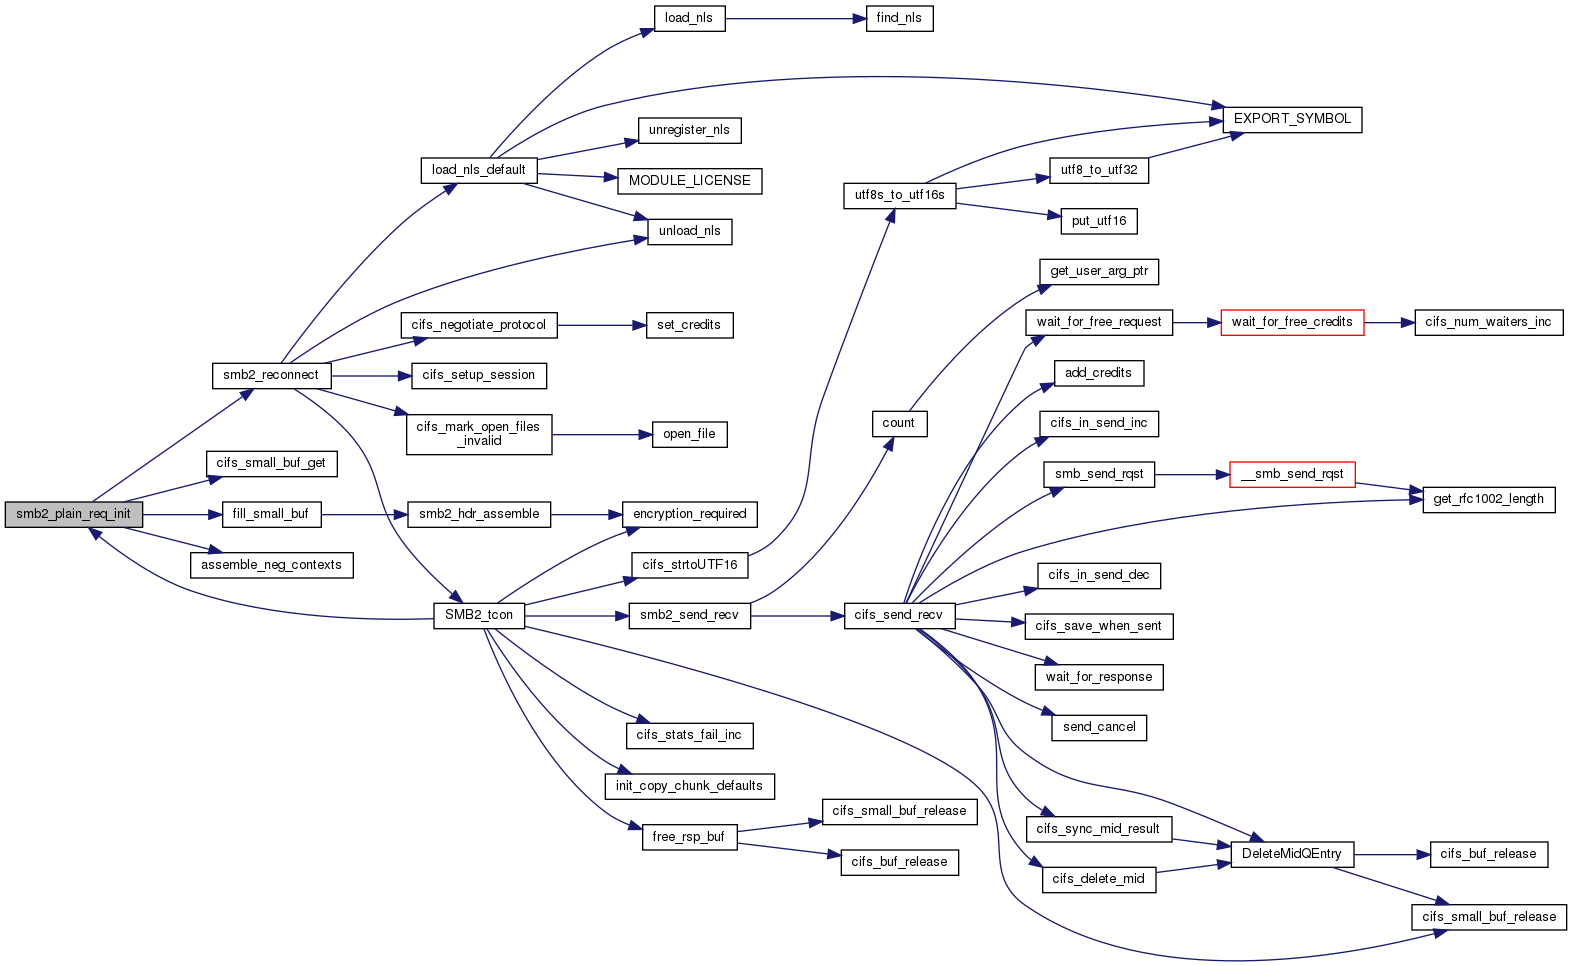 load_nls
find_nls
EXPORT_SYMBOL
unregister_nls
load_nls_default
utf8_to_utf32
MODULE_LICENSE
utf8s_to_utf16s
put_utf16
unload_nls
get_user_arg_ptr
cifs_negotiate_protocol
set_credits
wait_for_free_request
wait_for_free_credits
cifs_num_waiters_inc
smb2_reconnect
cifs_setup_session
add_credits
cifs_mark_open_files
_invalid
open_file
count
cifs_in_send_inc
cifs_small_buf_get
smb_send_rqst
__smb_send_rqst
get_rfc1002_length
smb2_plain_req_init
fill_small_buf
smb2_hdr_assemble
encryption_required
assemble_neg_contexts
cifs_strtoUTF16
cifs_in_send_dec
SMB2_tcon
smb2_send_recv
cifs_send_recv
cifs_save_when_sent
wait_for_response
cifs_stats_fail_inc
send_cancel
init_copy_chunk_defaults
cifs_small_buf_release
free_rsp_buf
cifs_sync_mid_result
cifs_buf_release
DeleteMidQEntry
cifs_buf_release
cifs_delete_mid
cifs_small_buf_release